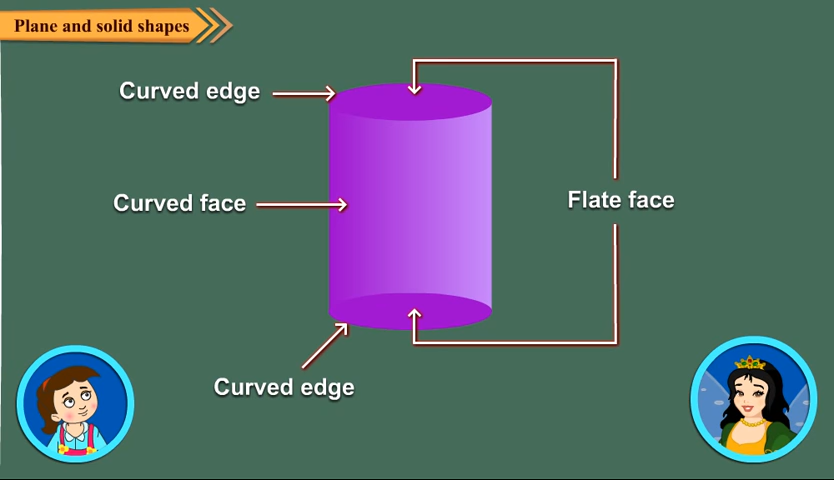 Plane and solid shapes
Curved edge
Curved face
Flate face
Curved edge